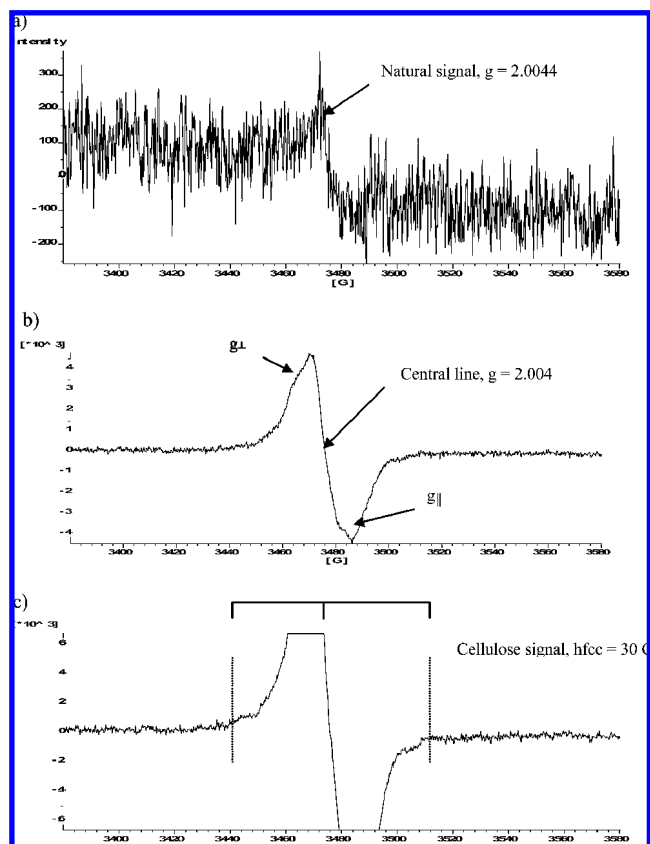 a)
ntensity
Natural signal, g = 2.0044
300
200
100
0
-100
-200
3400 3420 3440 3460 3480 3500 3520 3540 3560 3580
[G]
b)
[*10^ 3]
g⊥
4
3
2
1
0
-1
-2
-3
-4
Central line, g = 2.004
g∥
3400 3420 3440 3460 3480 3500 3520 3540 3560 3580
[G]
c)
[*10^ 3]
Cellulose signal, hfcc = 30 G
6
4
2
0
-2
-4
-6
3400 3420 3440 3460 3480 3500 3520 3540 3560 3580
[G]